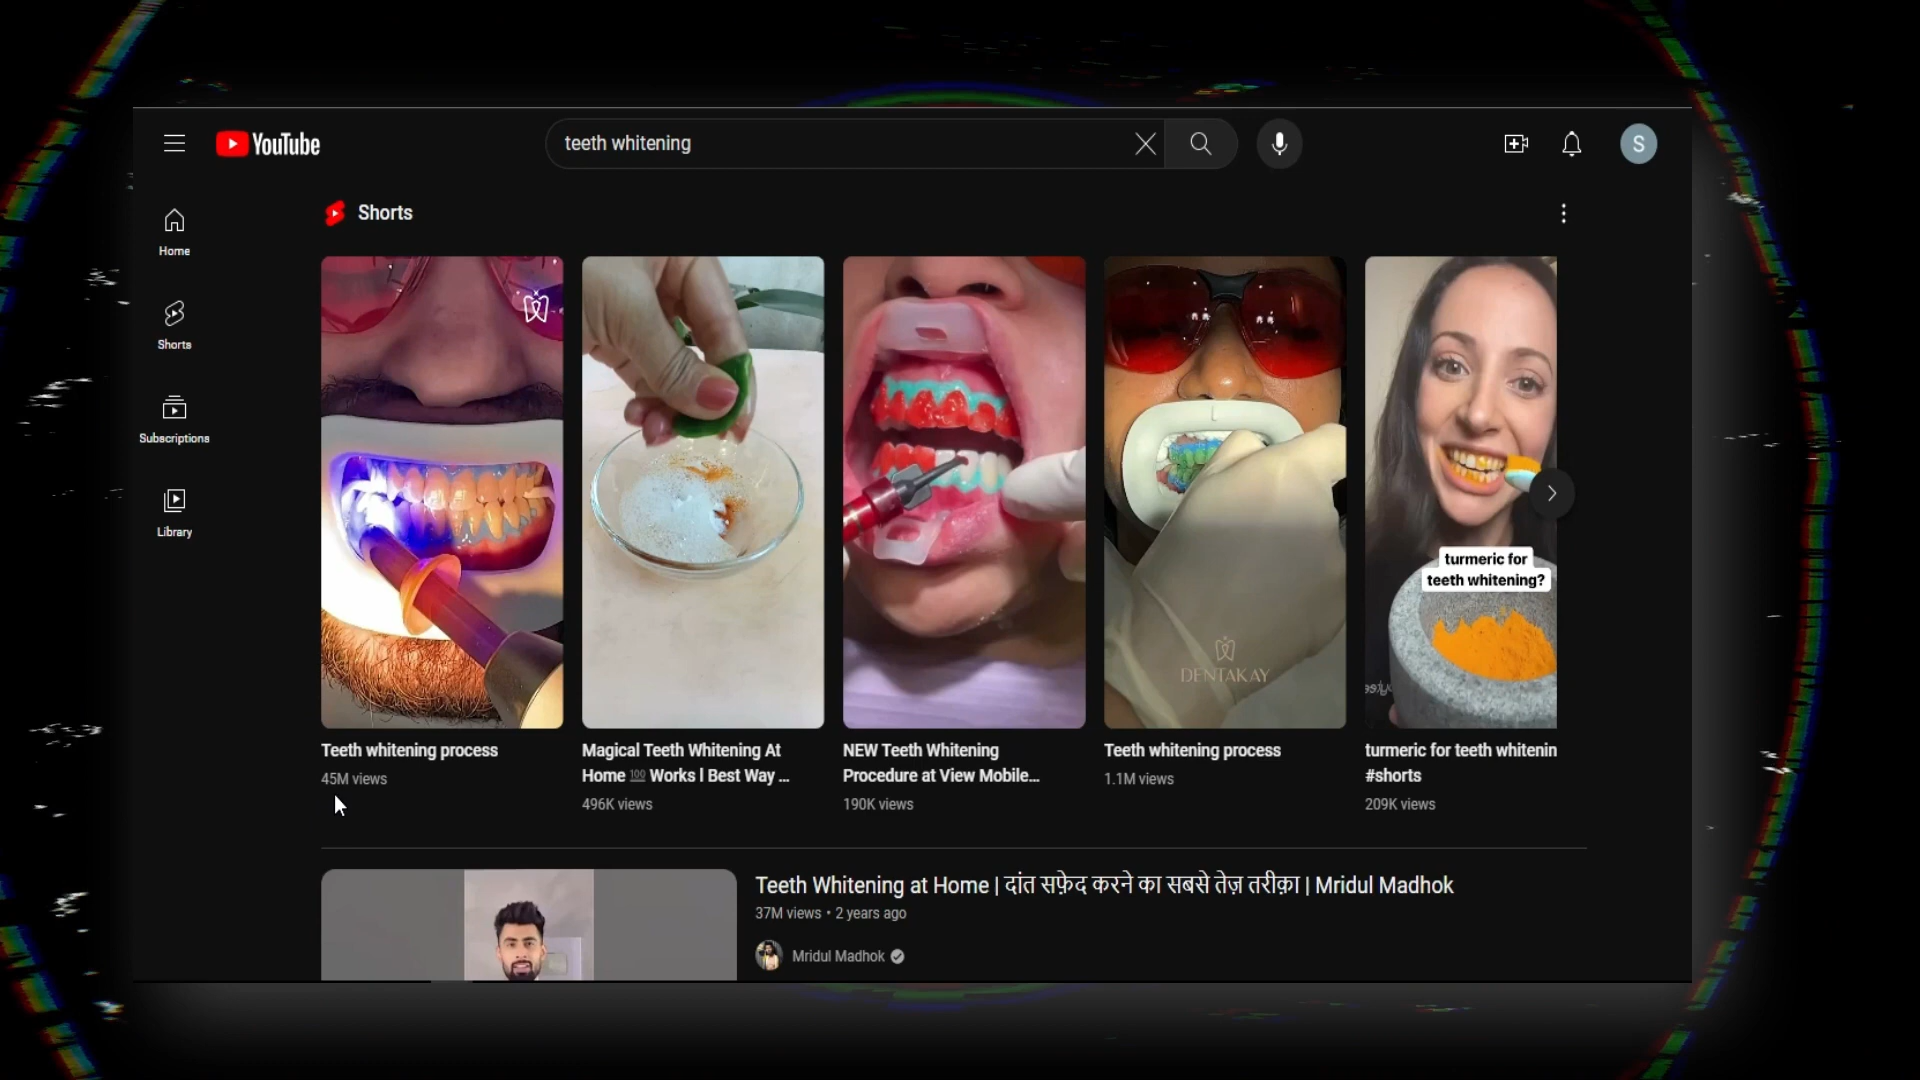 YouTube
teeth whitening
S
Shorts
Home
Shorts
Subscriptions
Library
L
DENTAKAY
turmeric for
teeth whitening?
Teeth whitening process
45M views
Magical Teeth Whitening At
Home 💯 Works l Best Way ...
496K views
NEW Teeth Whitening
Procedure at View Mobile...
190K views
Teeth whitening process
1.1M views
turmeric for teeth whitenin
#shorts
209K views
Teeth Whitening at Home | दांत सफ़ेद करने का सबसे तेज़ तरीक़ा | Mridul Madhok
37M views • 2 years ago
Mridul Madhok